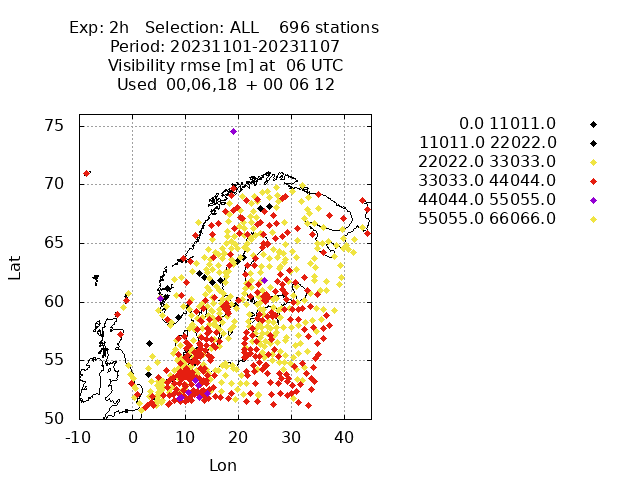 Exp: 2h   Selection: ALL    696 stations
Period: 20231101-20231107
Visibility rmse [m] at  06 UTC
Used  00,06,18  + 00 06 12
0.0 11011.0
11011.0 22022.0
22022.0 33033.0
33033.0 44044.0
44044.0 55055.0
55055.0 66066.0
75
70
65
60
55
50
Lat
-10 0 10 20 30 40
Lon